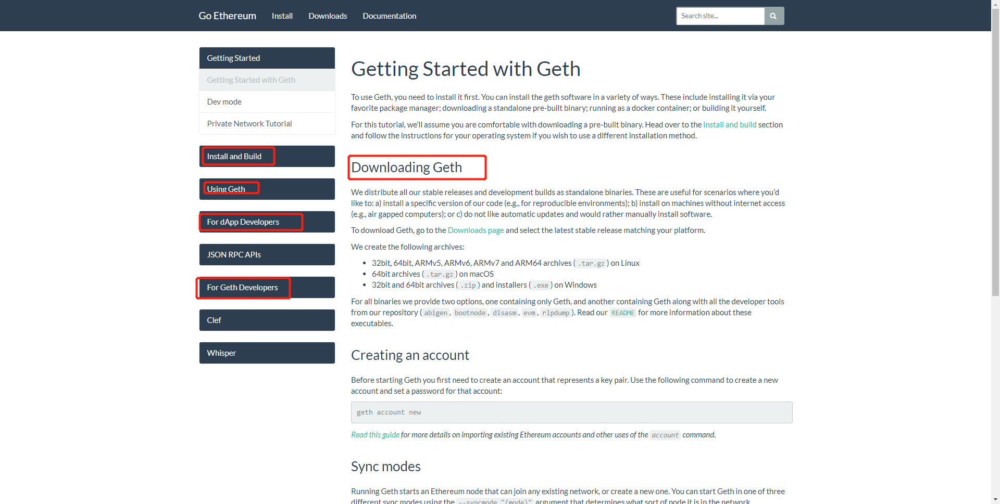 Go Ethereum Install Downloads Documentation Search site...
Getting Started
Getting Started with Geth
Dev mode
Private Network Tutorial
Install and Build
Using Geth
For dApp Developers
JSON RPC APIs
For Geth Developers
Clef
Whisper
Getting Started with Geth
To use Geth, you need to install it first. You can install the geth software in a variety of ways. These include installing it via your
favorite package manager; downloading a standalone pre-built binary; running as a docker container; or building it yourself.
For this tutorial, we’ll assume you are comfortable with downloading a pre-built binary. Head over to the install and build section
and follow the instructions for your operating system if you wish to use a different installation method.
Downloading Geth
We distribute all our stable releases and development builds as standalone binaries. These are useful for scenarios where you’d
like to: a) install a specific version of our code (e.g., for reproducible environments); b) install on machines without internet access
(e.g., air gapped computers); or c) do not like automatic updates and would rather manually install software.
To download Geth, go to the Downloads page and select the latest stable release matching your platform.
We create the following archives:
• 32bit, 64bit, ARMv5, ARMv6, ARMv7 and ARM64 archives (.tar.gz) on Linux
• 64bit archives (.tar.gz) on macOS
• 32bit and 64bit archives (.zip) and installers (.exe) on Windows
For all binaries we provide two options, one containing only Geth, and another containing Geth along with all the developer tools
from our repository (abigen, bootnode, disasm, evm, rlpdump). Read our README for more information about these
executables.
Creating an account
Before starting Geth you first need to create an account that represents a key pair. Use the following command to create a new
account and set a password for that account:
geth account new
Read this guide for more details on importing existing Ethereum accounts and other uses of the account command.
Sync modes
Running Geth starts an Ethereum node that can join any existing network, or create a new one. You can start Geth in one of three
different sync modes using the --syncmode "{mode}" argument that determines what sort of node it is in the network.